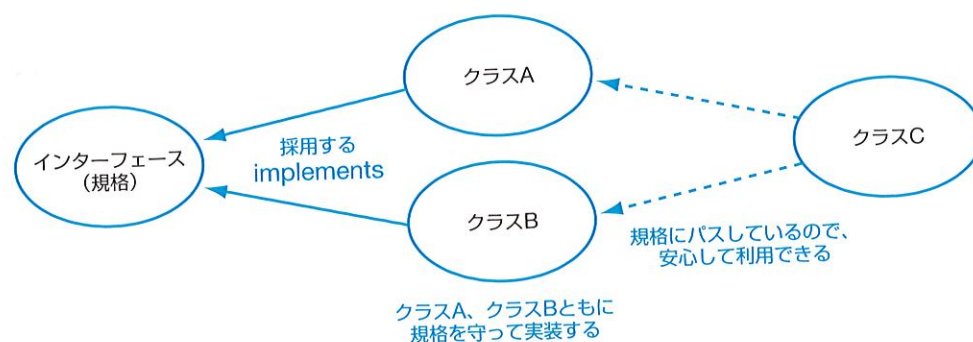 クラスA
クラスC
インターフェース
(規格)
採用する
implements
クラスB
規格にパスしているので、
安心して利用できる
クラスA、クラスBともに
規格を守って実装する